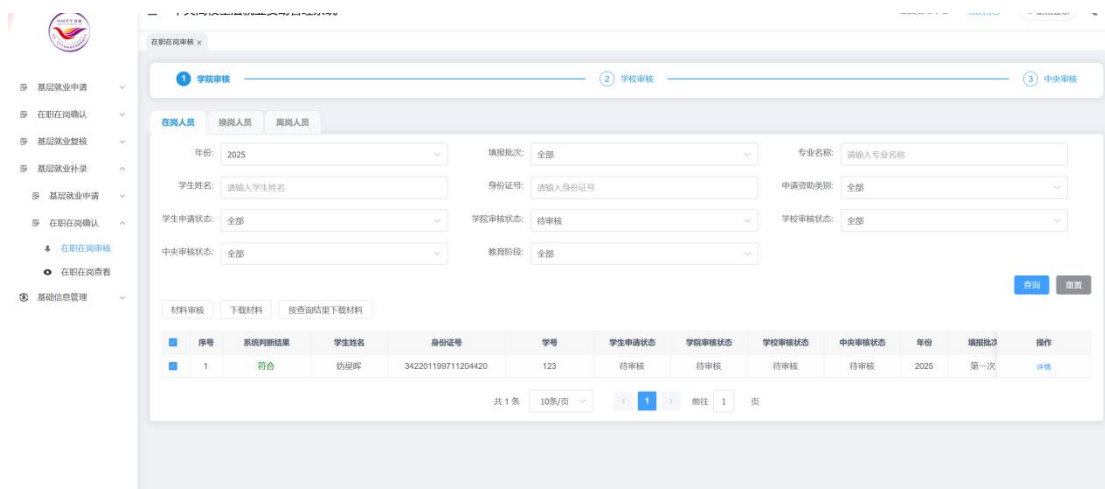 在职在岗审核 ×
1 学院审核
2 学校审核
3 中央审核
基层就业申请
在职在岗确认
基层就业复核
基层就业补录
基层就业申请
在职在岗确认
在职在岗审核
在职在岗查看
基础信息管理
在岗人员 换岗人员 离岗人员
年份: 2025 填报批次: 全部 专业名称: 请输入专业名称
学生姓名: 请输入学生姓名 身份证号: 请输入身份证号 申请资助类别: 全部
学生申请状态: 全部 学院审核状态: 待审核 学校审核状态: 全部
中央审核状态: 全部 教育阶段: 全部
查询 重置
材料审核 下载材料 按查询结果下载材料
序号 系统判断结果 学生姓名 身份证号 学号 学生申请状态 学院审核状态 学校审核状态 中央审核状态 年份 填报批次 操作
1 符合 星晖 342201199711204420 123 待审核 待审核 待审核 待审核 2025 第一次 详情
共 1 条 10条/页 1 前往 1 页